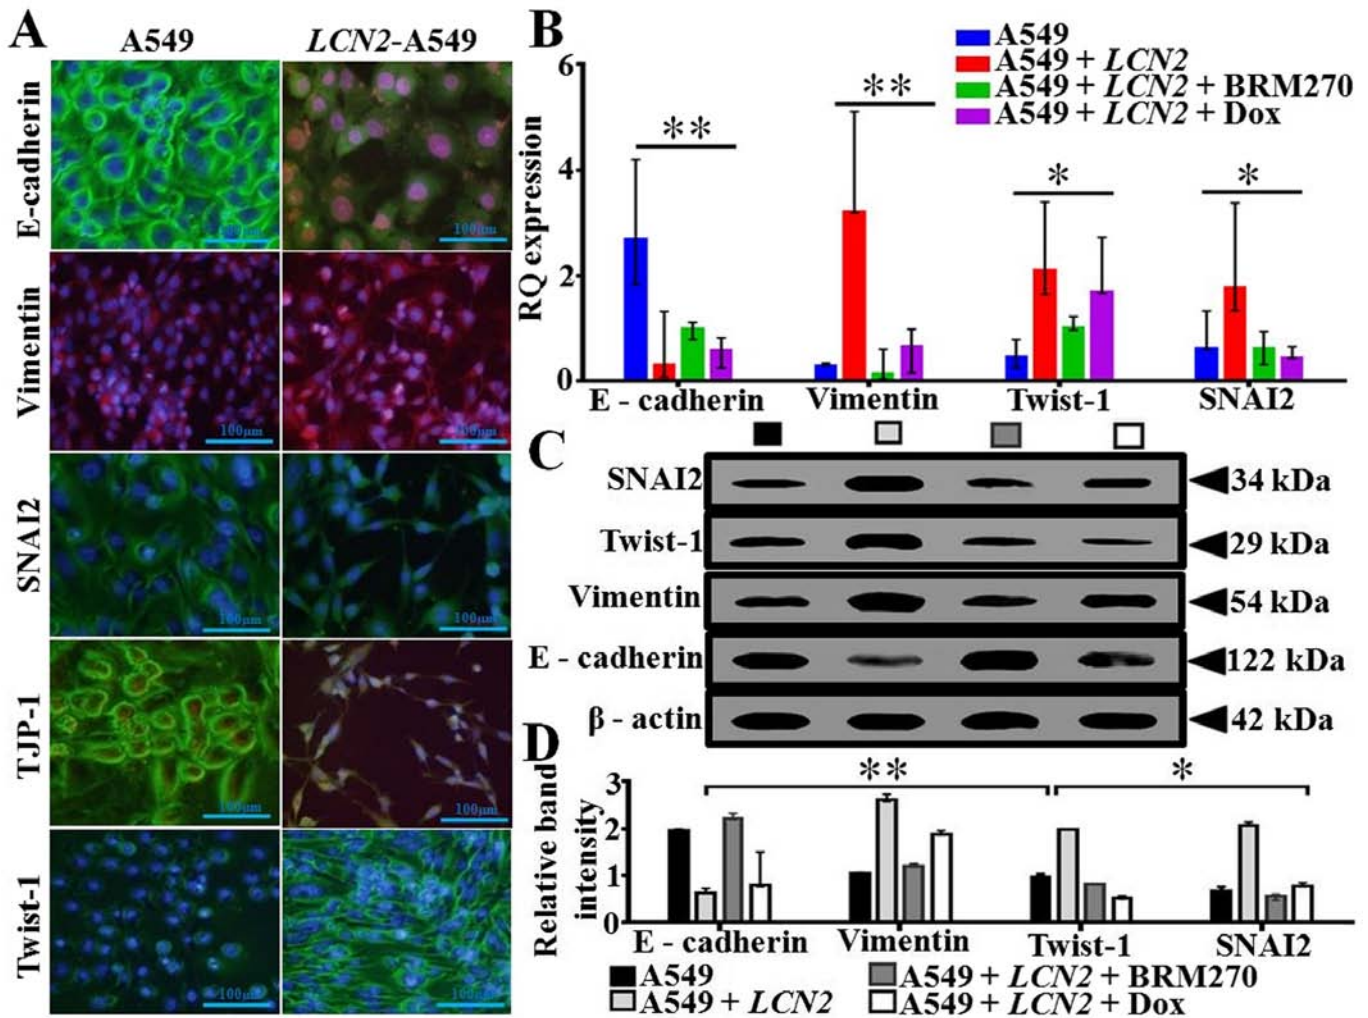 A
A549
LCN2-A549
E-cadherin
100μm
100μm
Vimentin
100μm
100μm
SNAI2
100μm
100μm
TJP-1
100μm
100μm
Twist-1
100μm
100μm
B
A549
A549 + LCN2
A549 + LCN2 + BRM270
A549 + LCN2 + Dox
RQ expression
6
4
2
0
**
**
*
*
E - cadherin
Vimentin
Twist-1
SNAI2
C
SNAI2
34 kDa
Twist-1
29 kDa
Vimentin
54 kDa
E - cadherin
122 kDa
β - actin
42 kDa
D
Relative band
intensity
3
2
1
0
**
*
E - cadherin
Vimentin
Twist-1
SNAI2
A549
A549 + LCN2
A549 + LCN2 + BRM270
A549 + LCN2 + Dox